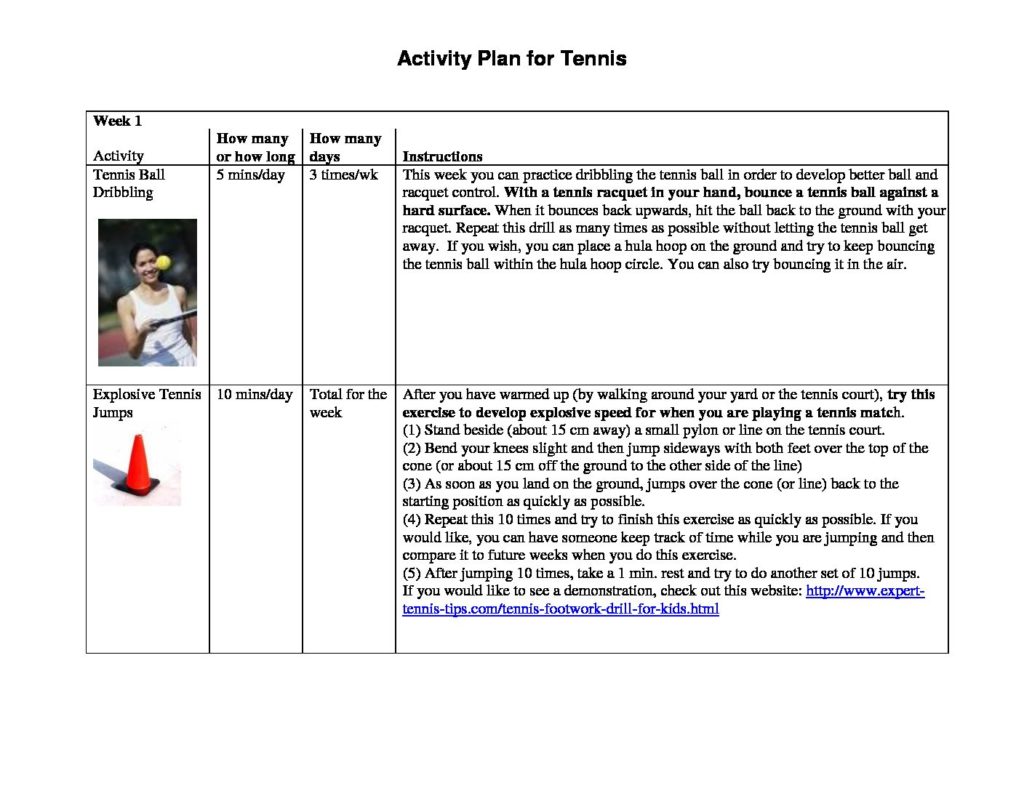 Activity Plan for Tennis
Week 1
Activity
How many
or how long
How many
days
Instructions
Tennis Ball
Dribbling
5 mins/day
3 times/wk
This week you can practice dribbling the tennis ball in order to develop better ball and
racquet control. With a tennis racquet in your hand, bounce a tennis ball against a
hard surface. When it bounces back upwards, hit the ball back to the ground with your
racquet. Repeat this drill as many times as possible without letting the tennis ball get
away. If you wish, you can place a hula hoop on the ground and try to keep bouncing
the tennis ball within the hula hoop circle. You can also try bouncing it in the air.
Explosive Tennis
Jumps
10 mins/day
Total for the
week
After you have warmed up (by walking around your yard or the tennis court), try this
exercise to develop explosive speed for when you are playing a tennis match.
(1) Stand beside (about 15 cm away) a small pylon or line on the tennis court.
(2) Bend your knees slight and then jump sideways with both feet over the top of the
cone (or about 15 cm off the ground to the other side of the line)
(3) As soon as you land on the ground, jumps over the cone (or line) back to the
starting position as quickly as possible.
(4) Repeat this 10 times and try to finish this exercise as quickly as possible. If you
would like, you can have someone keep track of time while you are jumping and then
compare it to future weeks when you do this exercise.
(5) After jumping 10 times, take a 1 min. rest and try to do another set of 10 jumps.
If you would like to see a demonstration, check out this website: http://www.expert-
tennis-tips.com/tennis-footwork-drill-for-kids.html